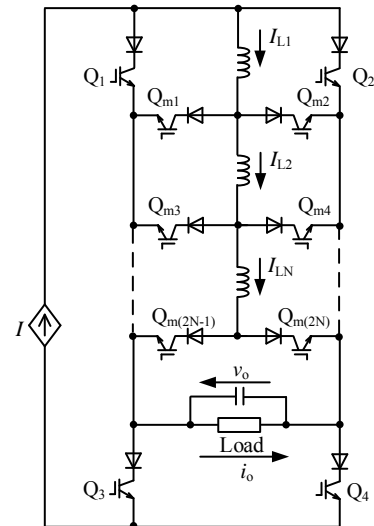 I_L1
Q_1
Q_2
Q_m1
Q_m2
I_L2
Q_m3
Q_m4
I_LN
I
Q_m(2N-1)
Q_m(2N)
v_o
Load
i_o
Q_3
Q_4